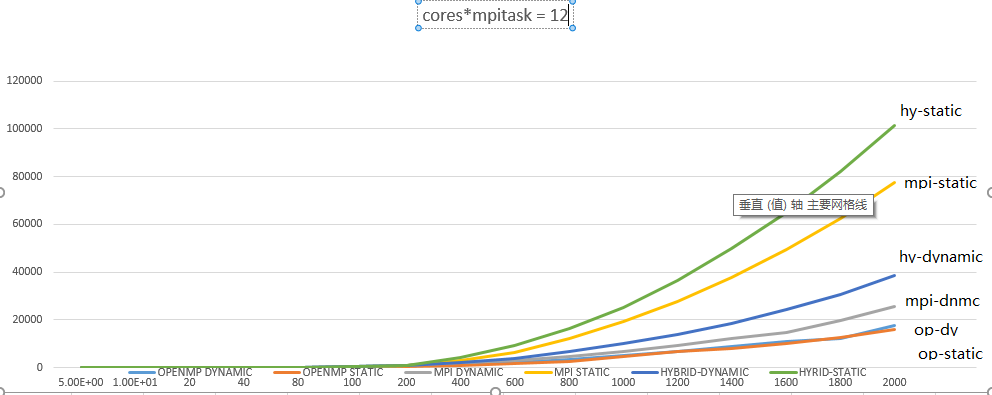 cores*mpitask = 12
120000
100000
80000
60000
40000
20000
0
hy-static
mpi-static
垂直 (值) 轴 主要网格线
hy-dynamic
mpi-dnmc
op-dy
op-static
OPENMP DYNAMIC OPENMP STATIC MPI DYNAMIC MPI STATIC HYBRID-DYNAMIC HYRID-STATIC
5.00E+00 1.00E+01 20 40 80 100 200 400 600 800 1000 1200 1400 1600 1800 2000